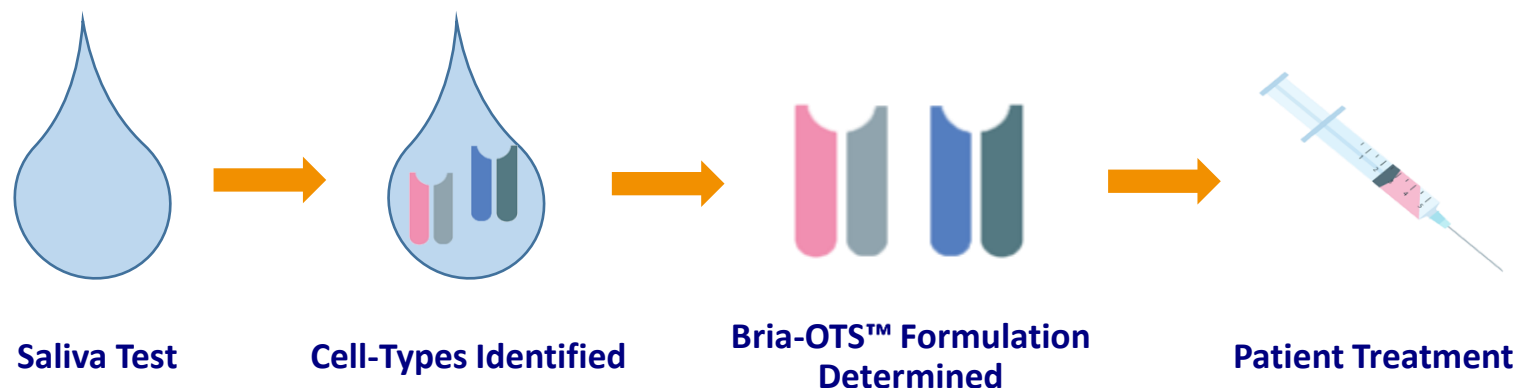 Saliva Test
Cell-Types Identified
Bria-OTS™ Formulation
Determined
Patient Treatment